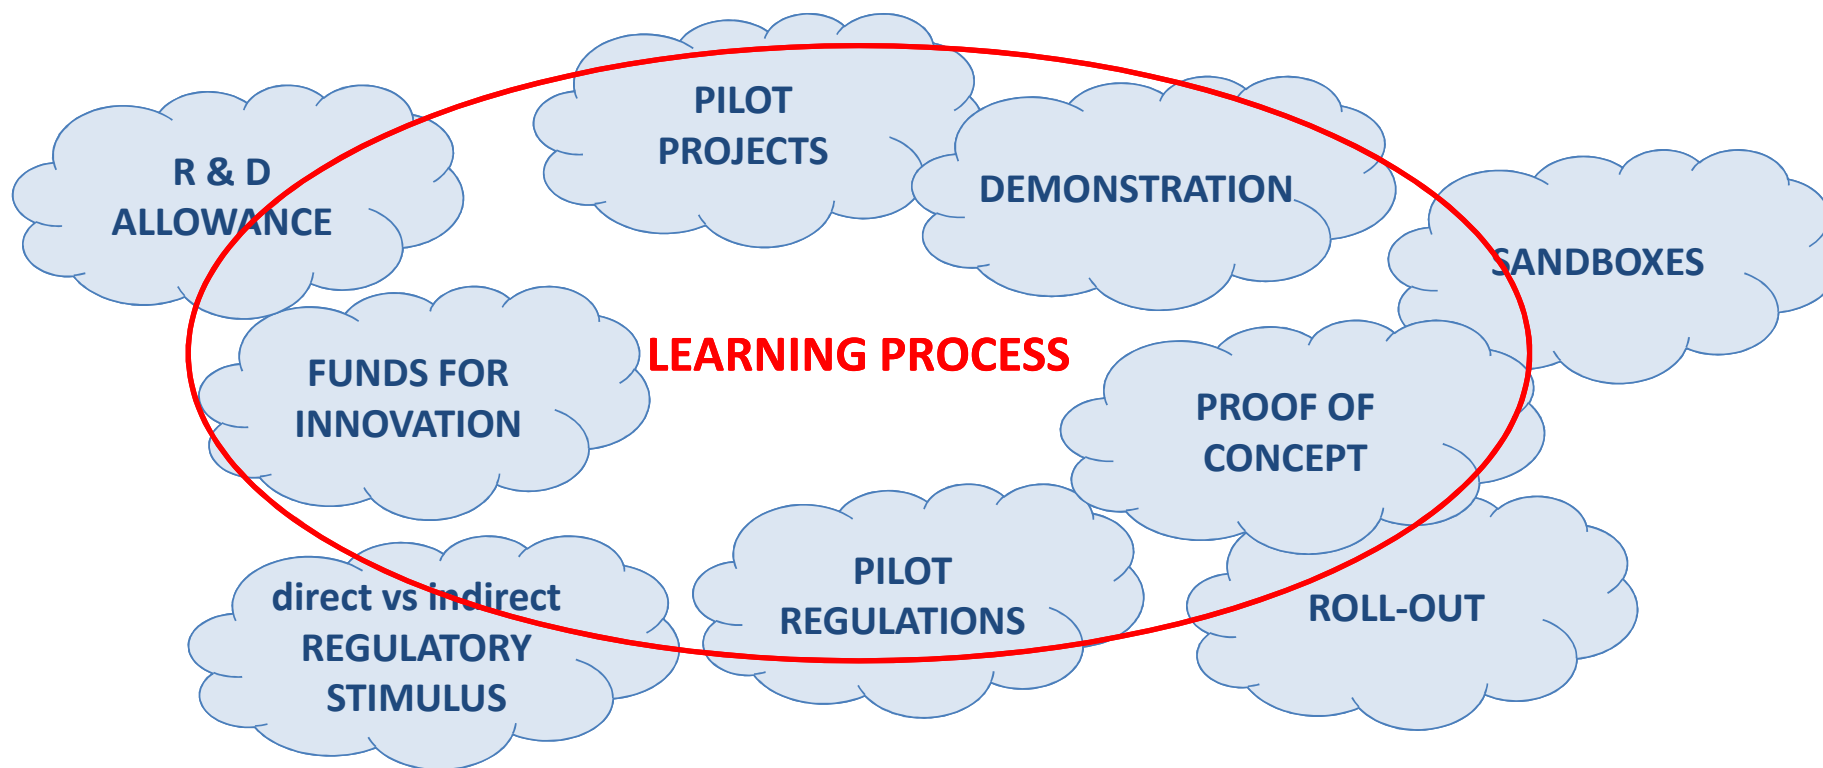 PILOT
PROJECTS
R & D
ALLOWANCE
DEMONSTRATION
SANDBOXES
LEARNING PROCESS
FUNDS FOR
INNOVATION
PROOF OF
CONCEPT
PILOT
REGULATIONS
direct vs indirect
REGULATORY
STIMULUS
ROLL-OUT